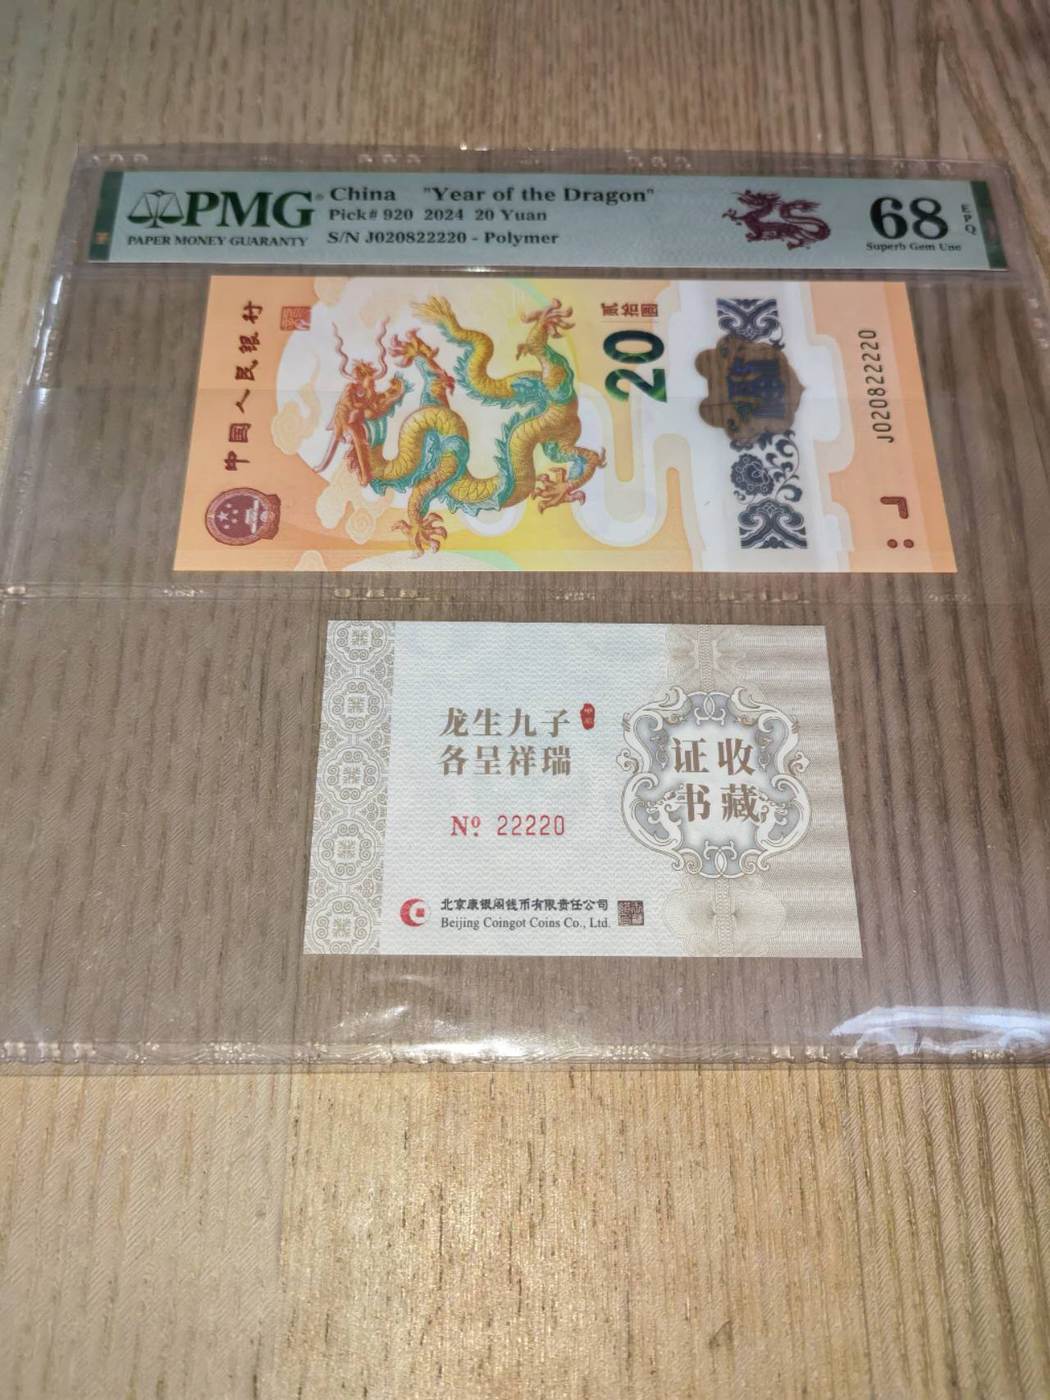 PMG
PAPER MONEY GUARANTY
China "Year of the Dragon"
Pick# 920 2024 20 Yuan
S/N J020822220 - Polymer
68 EPQ
Superb Gem Unc
中國人民银行
贰拾圆
20
J020822220
龙生九子
各呈祥瑞
Nº 22220
收藏
证书
北京康银阁钱币有限责任公司
Beijing Coingot Coins Co., Ltd.